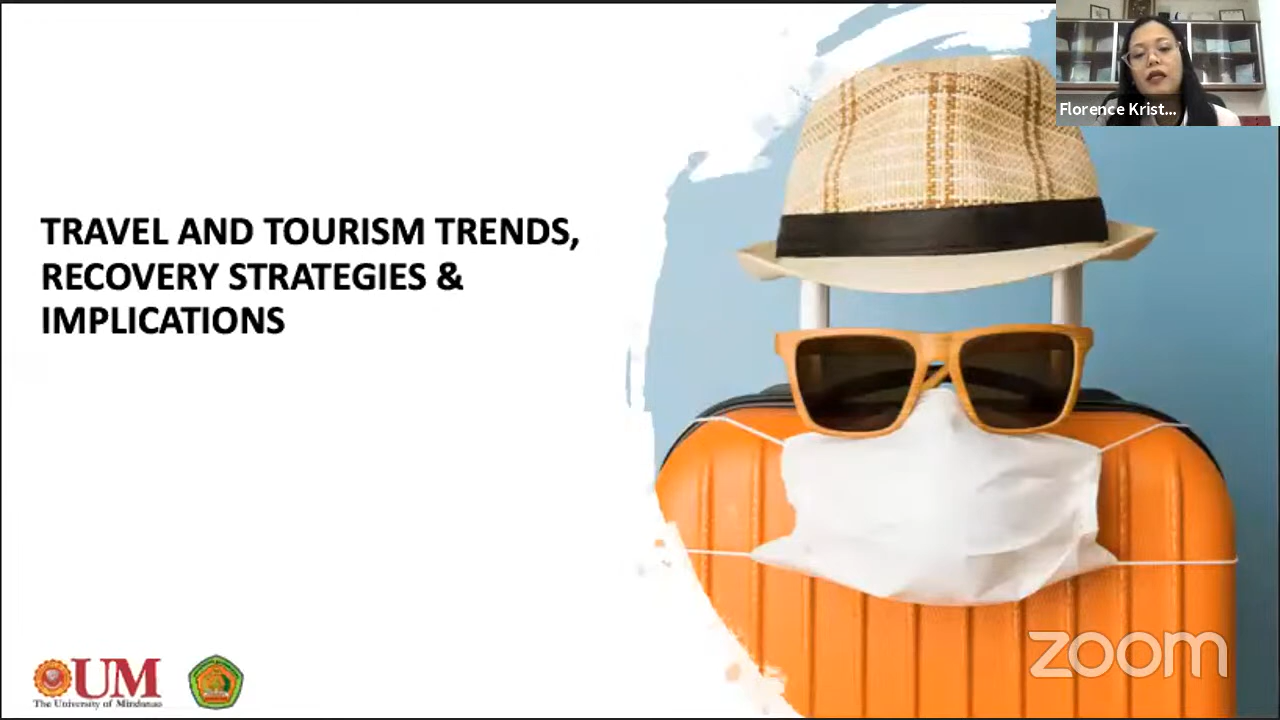 Florence Krist...
TRAVEL AND TOURISM TRENDS,
RECOVERY STRATEGIES &
IMPLICATIONS
UM
The University of Mindanao
zoom